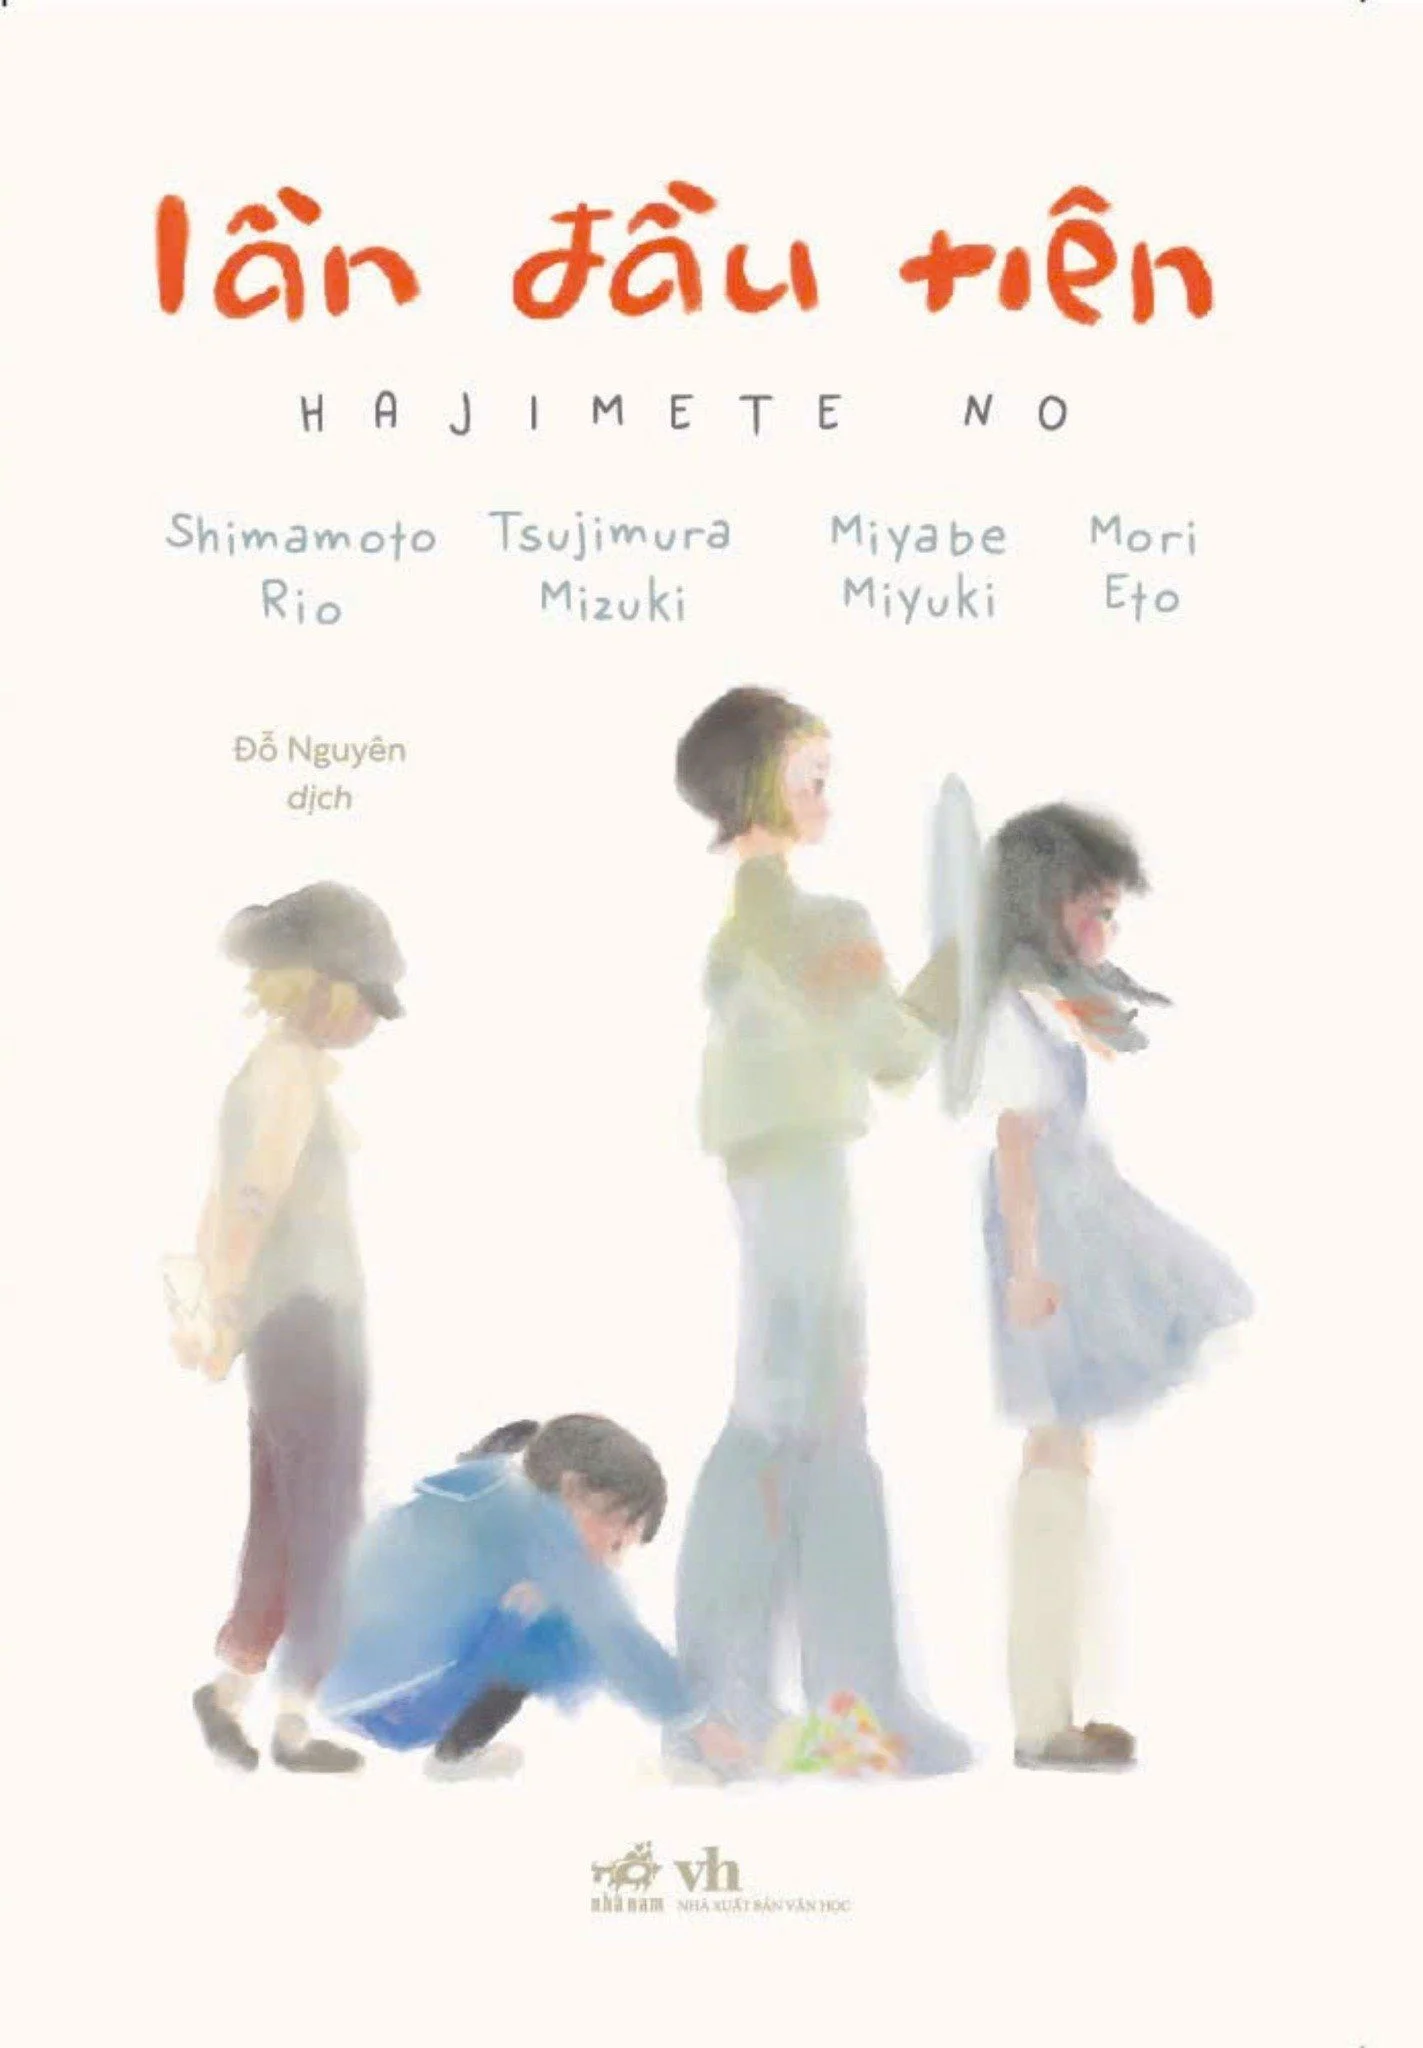 lần đầu tiên
HAJIMETE NO
Shimamoto Rio
Tsujimura Mizuki
Miyabe Miyuki
Mori Eto
Đỗ Nguyên
dịch
nhã nam
vh
NHÀ XUẤT BẢN VĂN HỌC